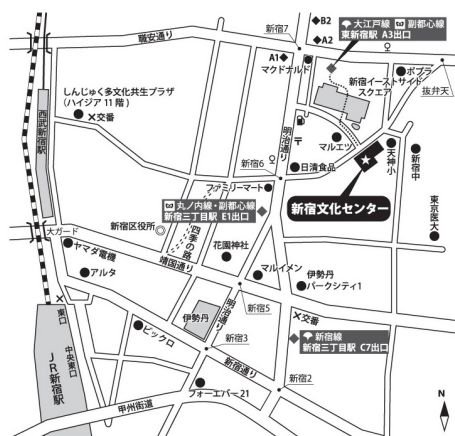 新宿7
B2
A2
大江戸線 副都心線
東新宿駅 A3出口
職安通り
A1
マクドナルド
ポプラ
抜弁天
新宿イーストサイド
スクエア
しんじゅく多文化共生プラザ
(ハイジア11階)
交番
西武新宿駅
明治通り
マルエツ
日清食品
天神小
新宿中
新宿6
ファミリーマート
新宿文化センター
丸ノ内線・副都心線
新宿三丁目駅 E1出口
東京医大
新宿区役所
四季の路
花園神社
大ガード
ヤマダ電機
靖国通り
アルタ
マルイメン
伊勢丹
パークシティ1
新宿5
交番
伊勢丹
明治通り
東口
ビックロ
新宿3
新宿線
新宿三丁目駅 C7出口
中央東口
JR新宿駅
新宿通り
新宿2
フォーエバー21
甲州街道
N